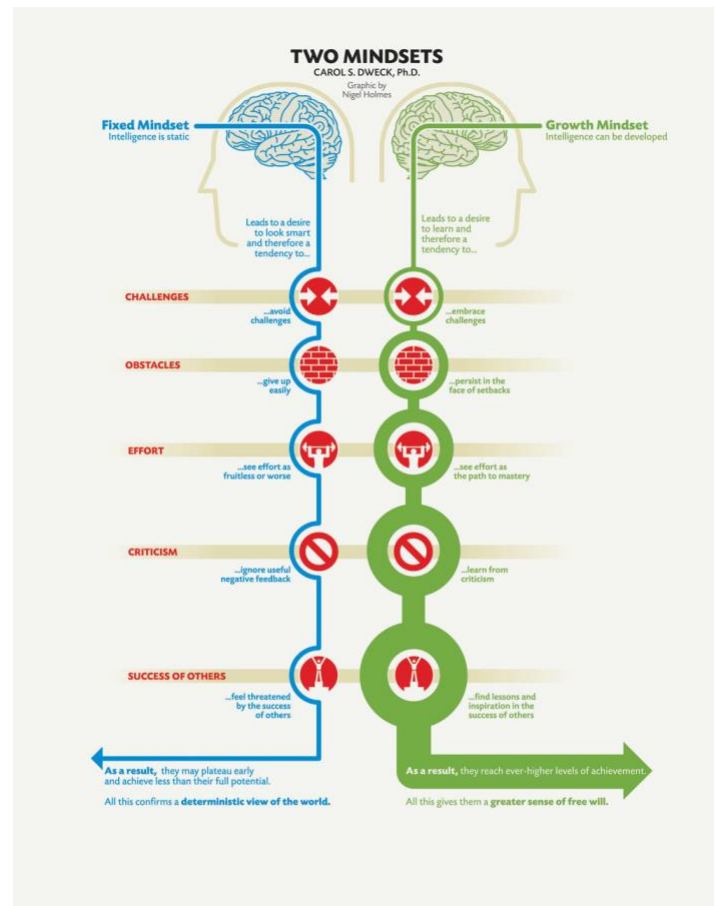 TWO MINDSETS
CAROL S. DWECK, Ph.D.
Graphic by
Nigel Holmes
Fixed Mindset
Intelligence is static
Growth Mindset
Intelligence can be developed
Leads to a desire
to look smart
and therefore a
tendency to...
Leads to a desire
to learn and
therefore a
tendency to...
CHALLENGES
...avoid
challenges
...embrace
challenges
OBSTACLES
...give up
easily
...persist in the
face of setbacks
EFFORT
...see effort as
fruitless or worse
...see effort as
the path to mastery
CRITICISM
...ignore useful
negative feedback
...learn from
criticism
SUCCESS OF OTHERS
...feel threatened
by the success
of others
...find lessons and
inspiration in the
success of others
As a result, they may plateau early
and achieve less than their full potential.
All this confirms a deterministic view of the world.
As a result, they reach ever-higher levels of achievement.
All this gives them a greater sense of free will.